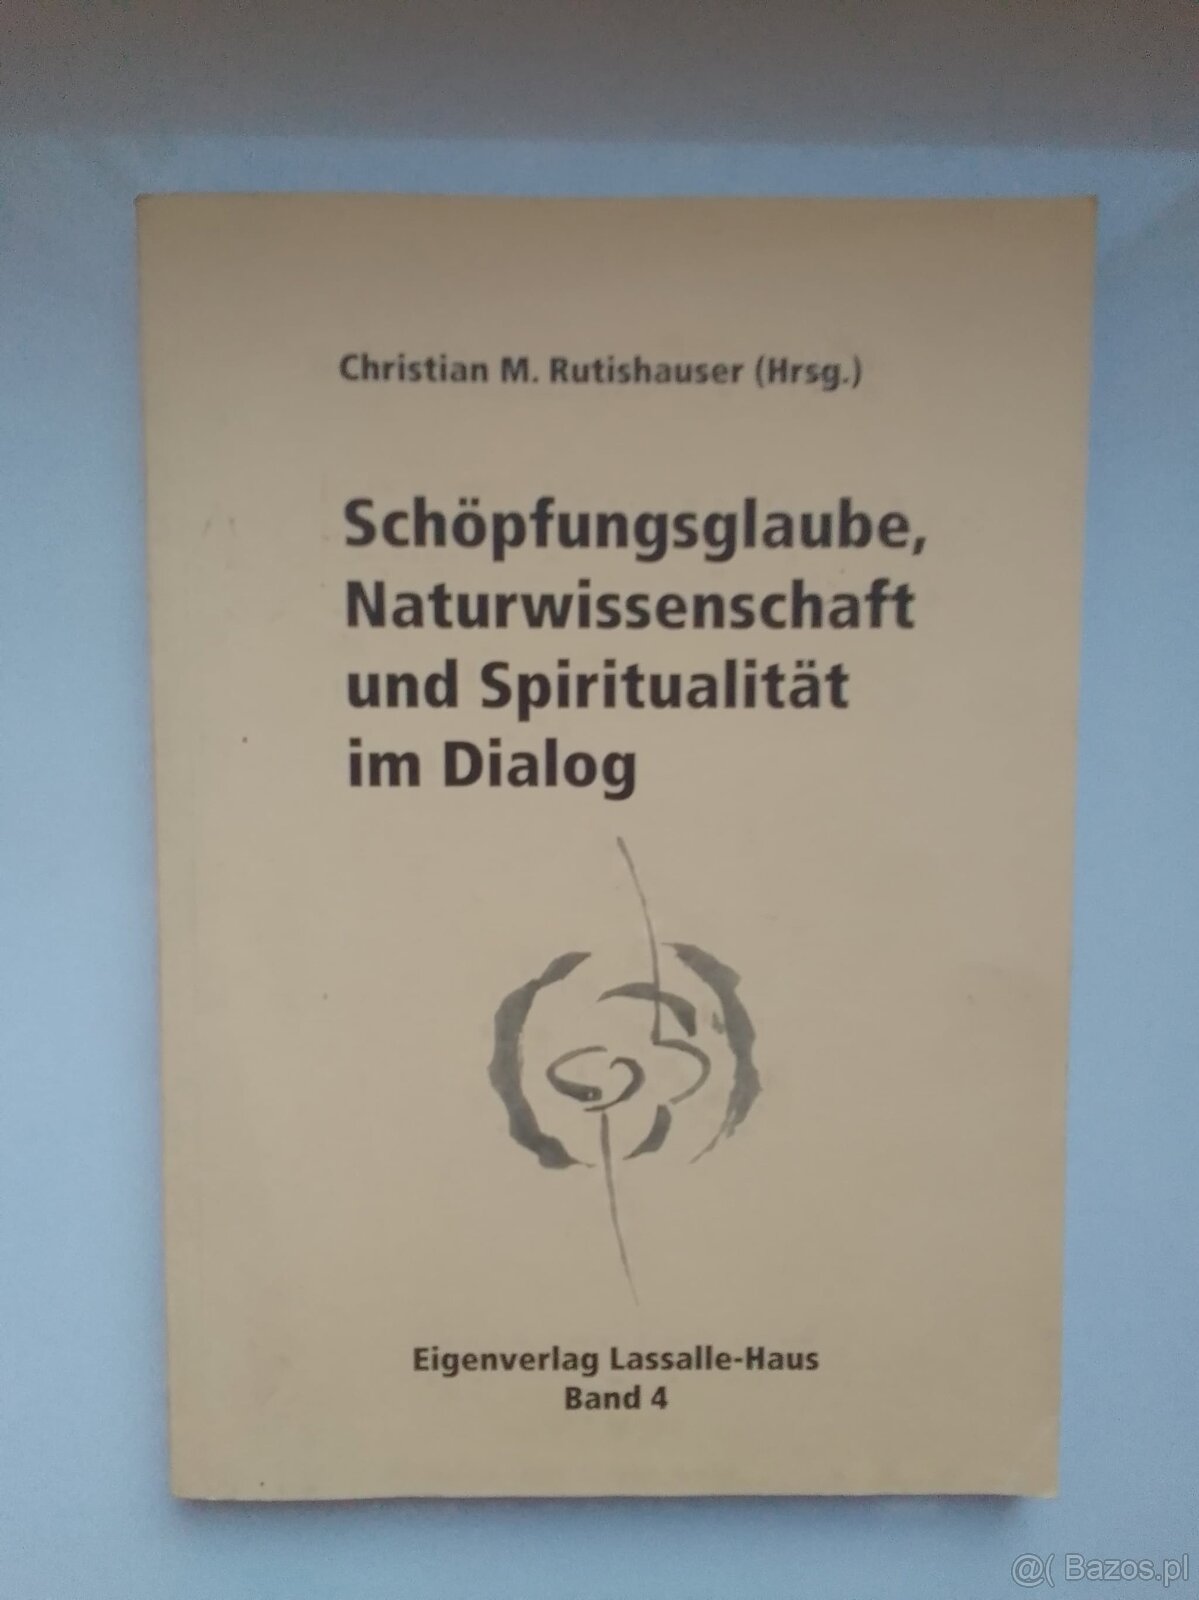 Christian M. Rutishauser (Hrsg.)
Schöpfungsglaube,
Naturwissenschaft
und Spiritualität
im Dialog
Eigenverlag Lassalle-Haus
Band 4
@( Bazos.pl